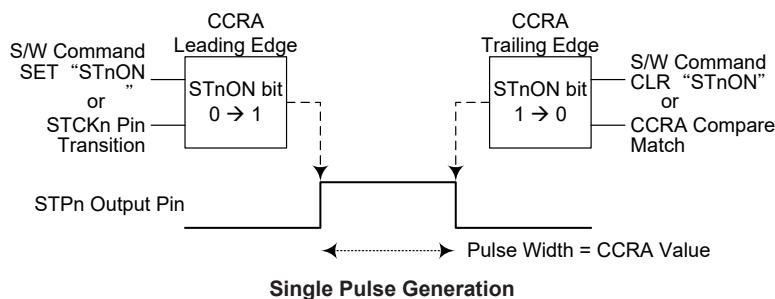 CCRA
Leading Edge
S/W Command
SET “STnON
”
or
STCKn Pin
Transition
STnON bit
0 → 1
CCRA
Trailing Edge
STnON bit
1 → 0
S/W Command
CLR “STnON”
or
CCRA Compare
Match
STPn Output Pin
Pulse Width = CCRA Value
Single Pulse Generation